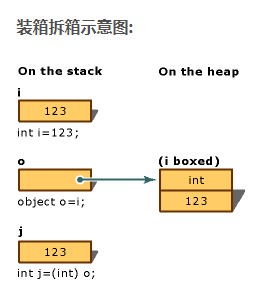 装箱拆箱示意图:
On the stack On the heap
i
123
int i=123;
o (i boxed)
int
object o=i; 123
j
123
int j=(int) o;